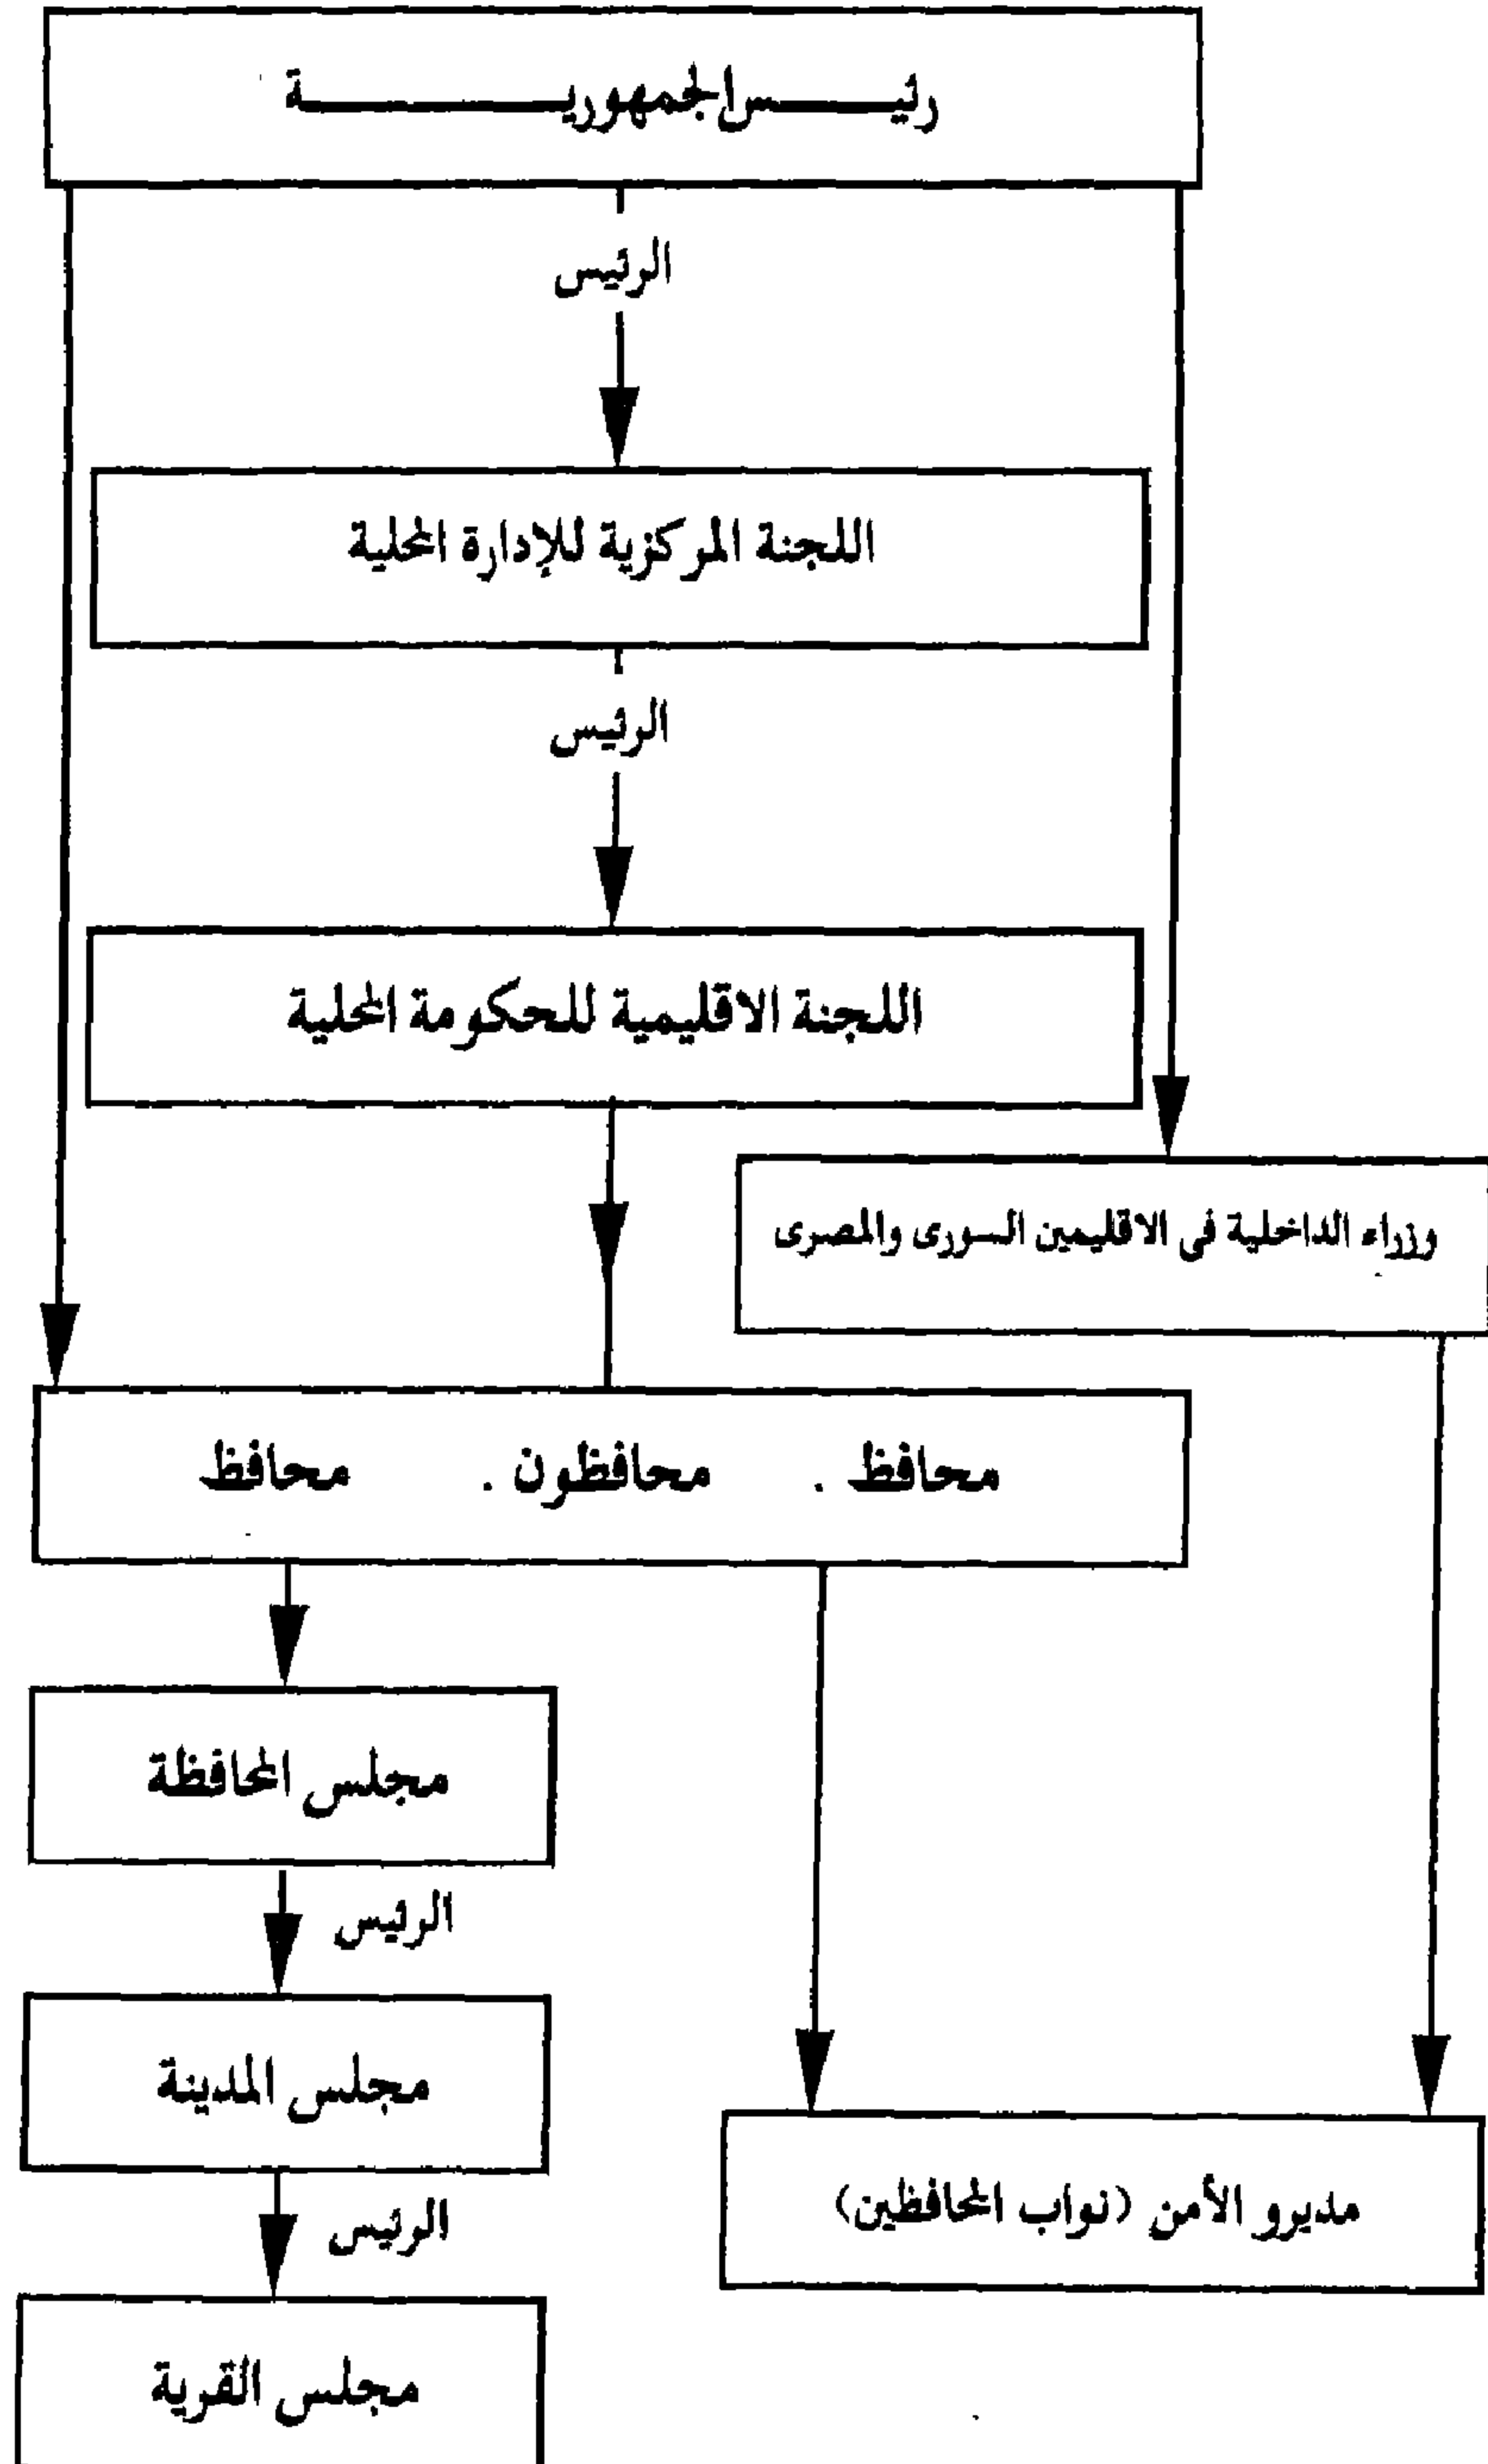 رئيس الجمهورية
الرئيس
اللجنة المركزية للإدارة المحلية
الرئيس
اللجنة الاقليمية للحكومة المحلية
وزراء الداخلية في الاقليمين السورى والمصرى
محافظ . محافظون . محافظ
مجلس المحافظة
الرئيس
مجلس المدينة
الرئيس
مديرو الأمن (نواب المحافظين)
مجلس القرية